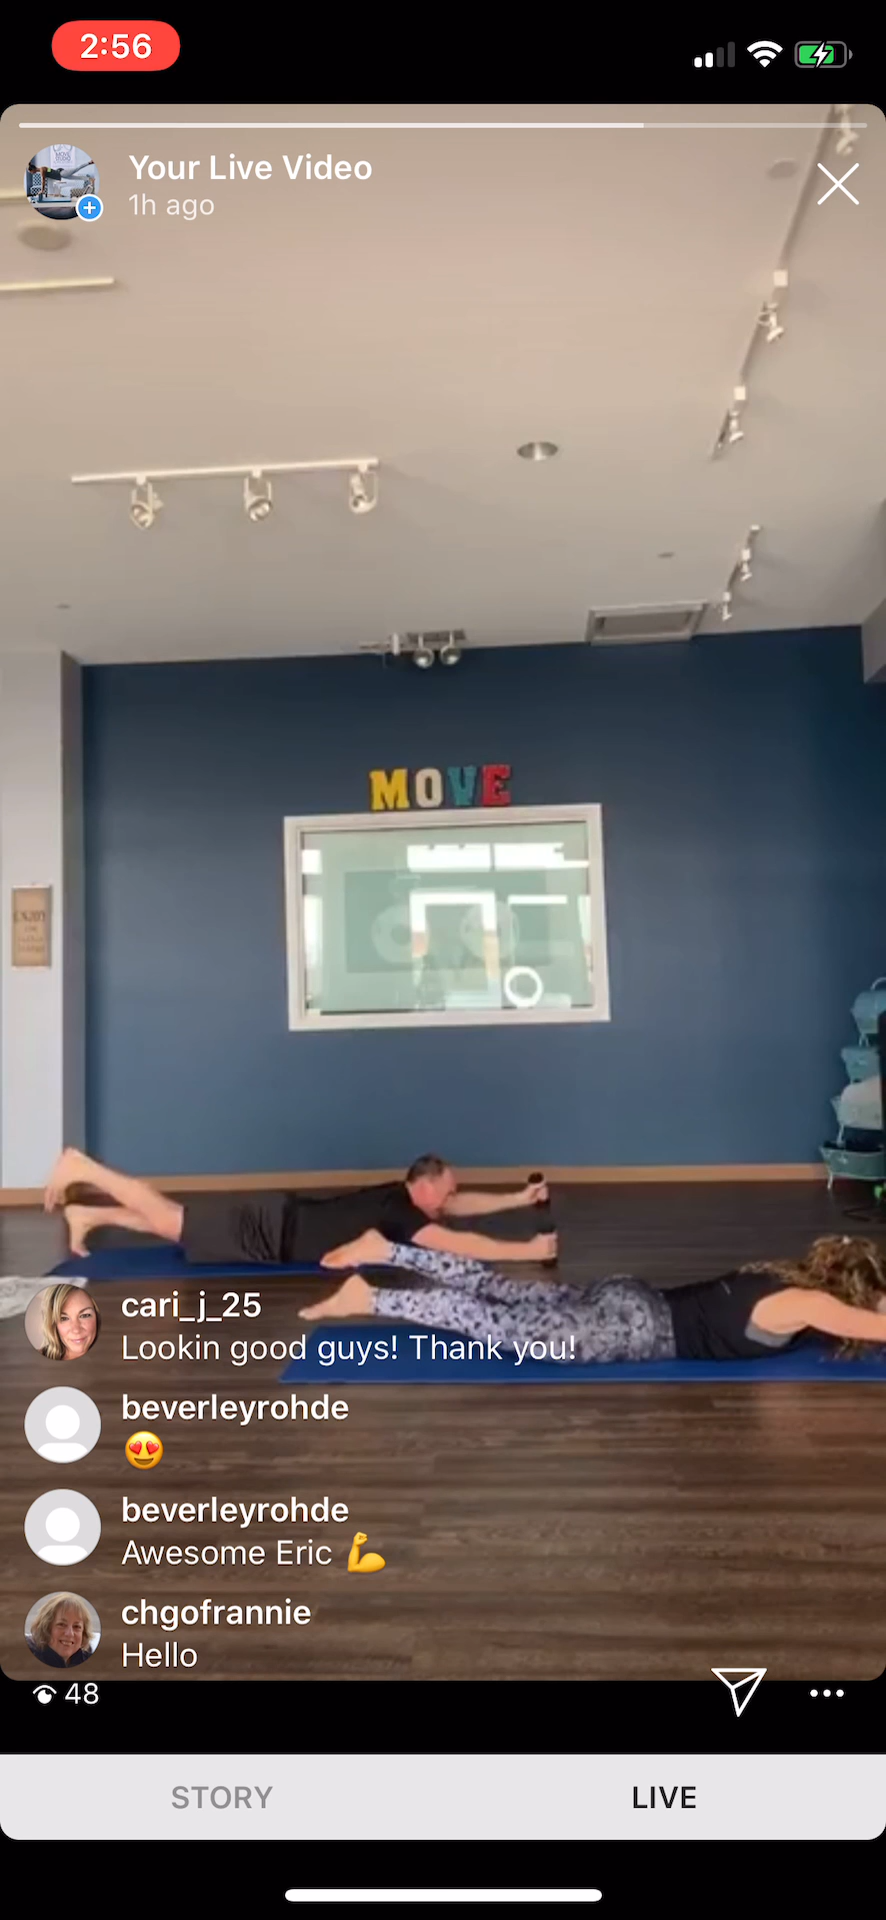 2:56
Your Live Video
1h ago
MOVE
ENJOY
cari_j_25
Lookin good guys! Thank you!
beverleyrohde
😍
beverleyrohde
Awesome Eric 💪
chgofrannie
Hello
48
STORY
LIVE